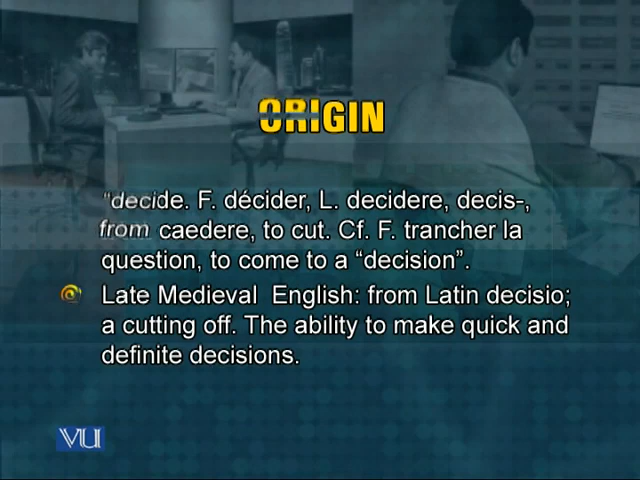 ORIGIN
"decide. F. décider, L. decidere, decis-,
from caedere, to cut. Cf. F. trancher la
question, to come to a “decision”.
Late Medieval English: from Latin decisio;
a cutting off. The ability to make quick and
definite decisions.
VU